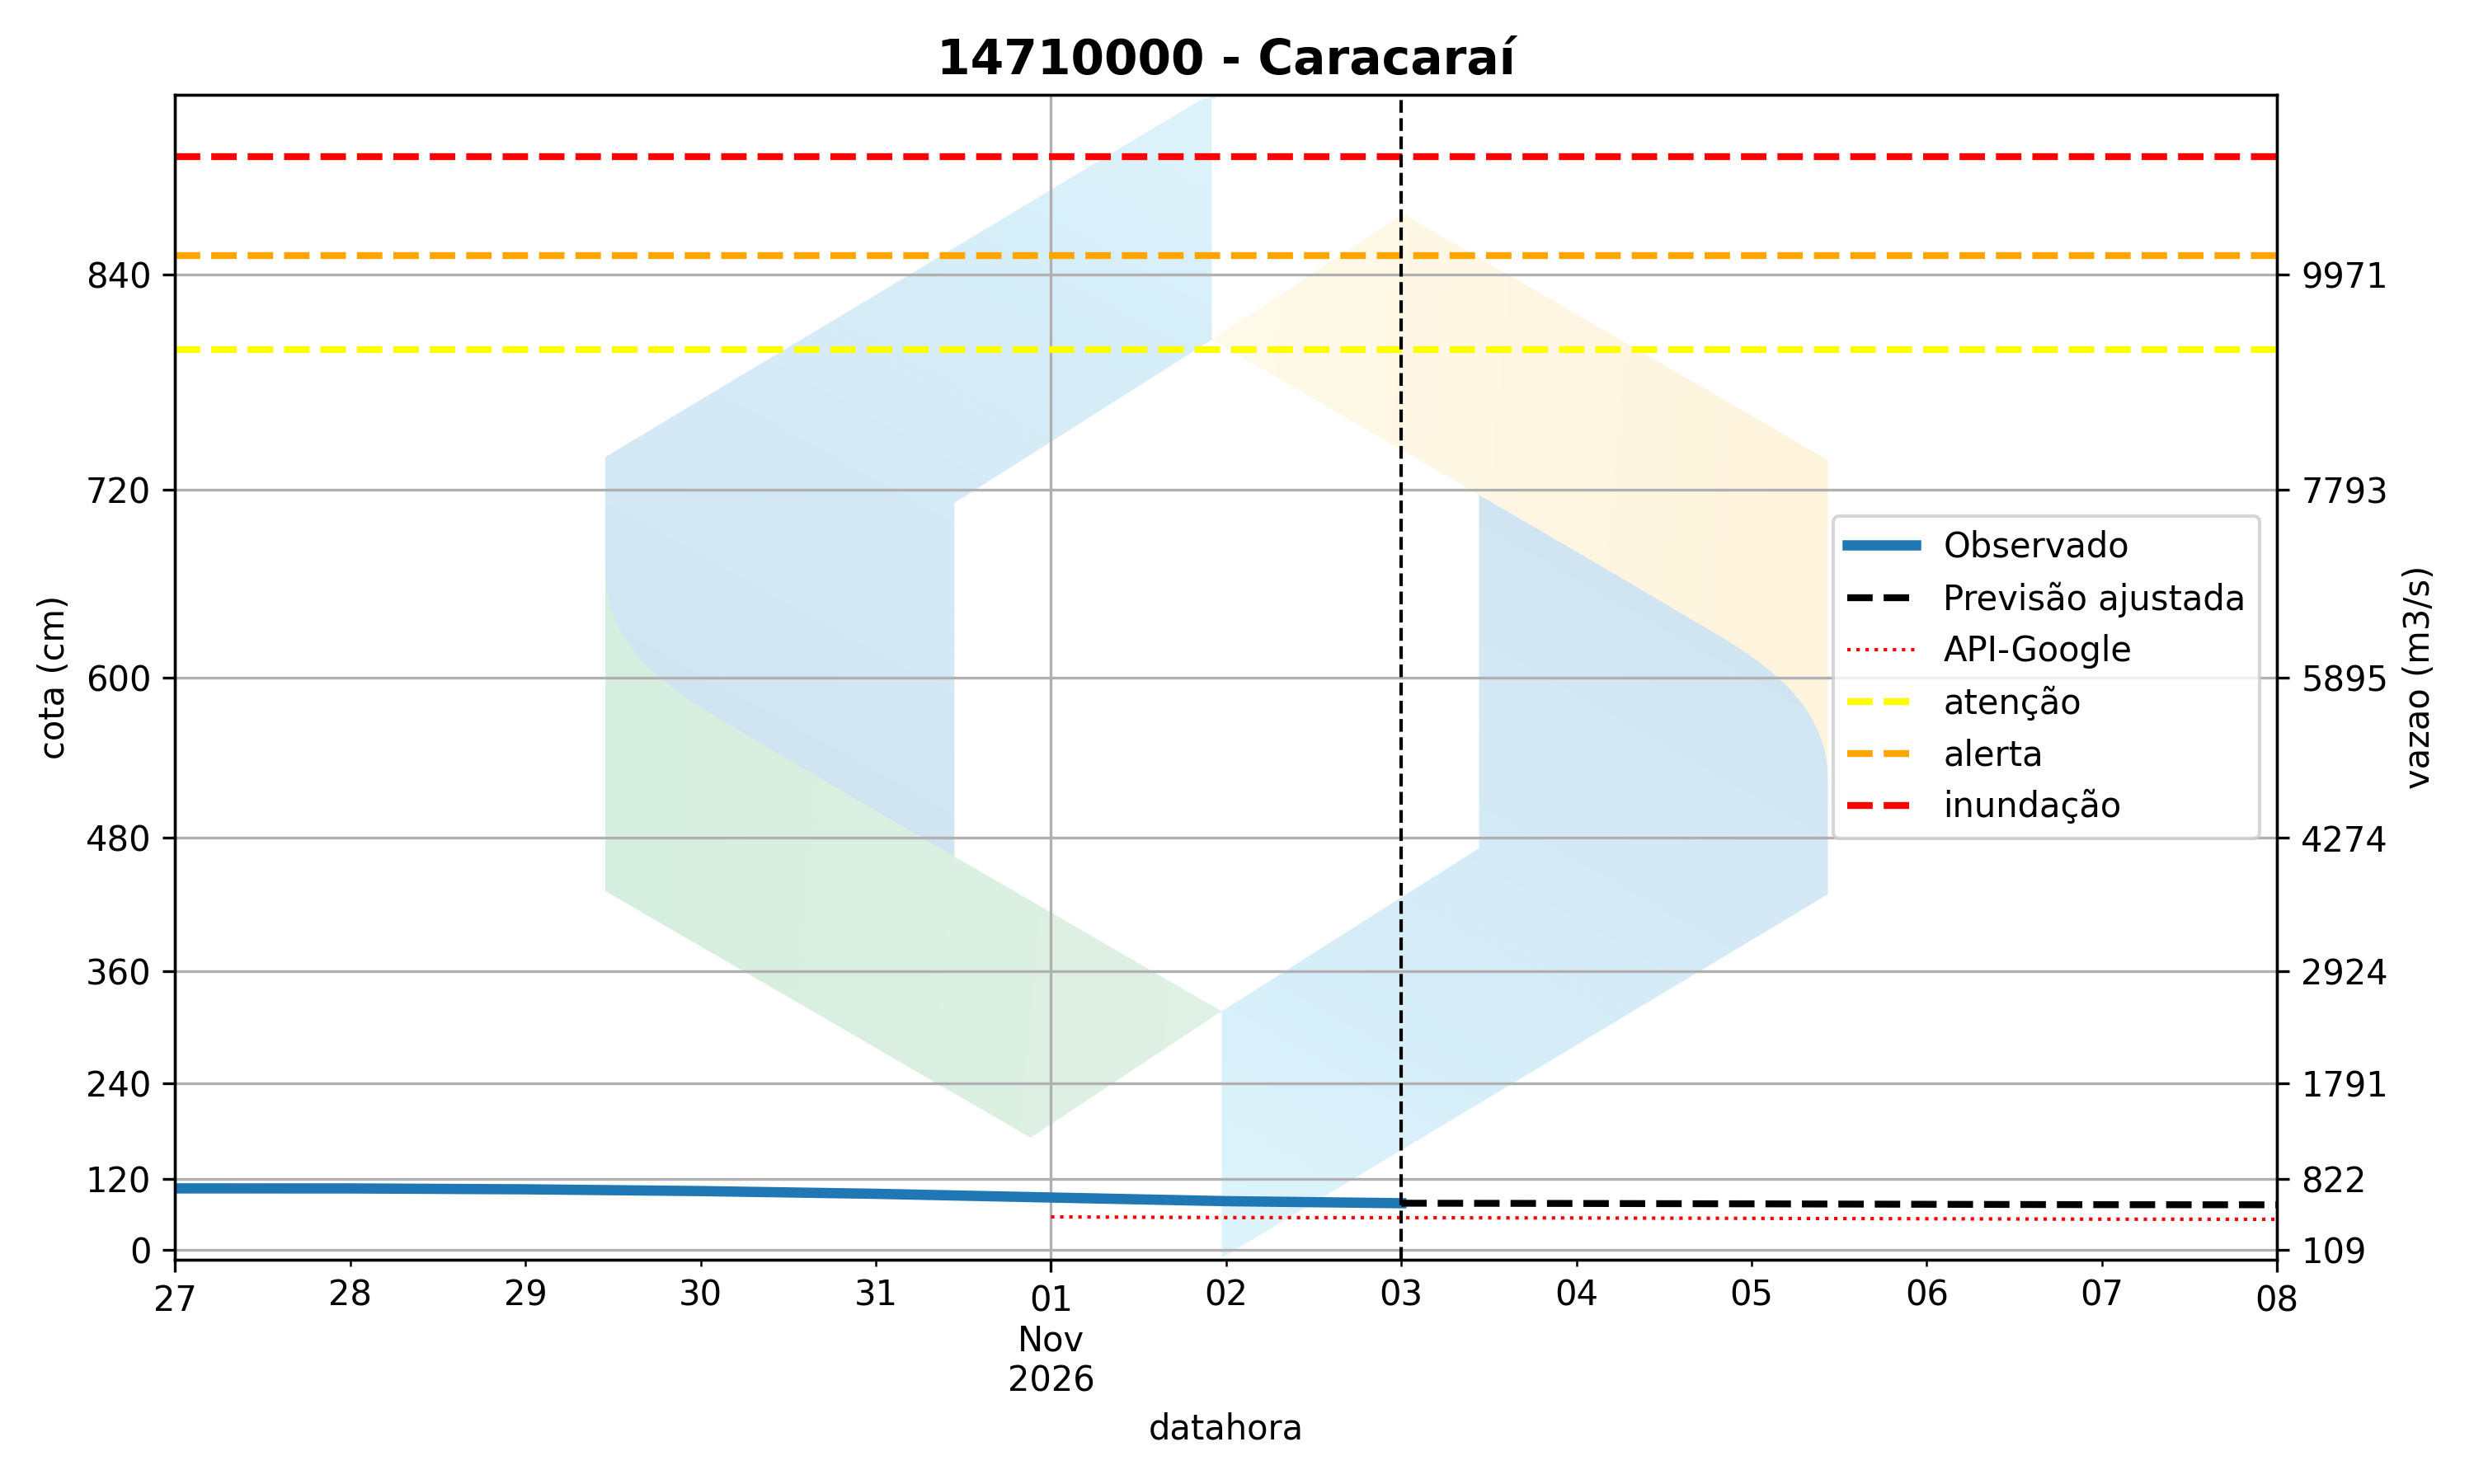 14710000 - Caracaraí
840
720
600
480
360
240
120
0
cota (cm)
9971
7793
5895
4274
2924
1791
822
109
vazao (m3/s)
Observado
Previsão ajustada
API-Google
atenção
alerta
inundação
27 28 29 30 31 01 02 03 04 05 06 07 08
Nov
2026
datahora